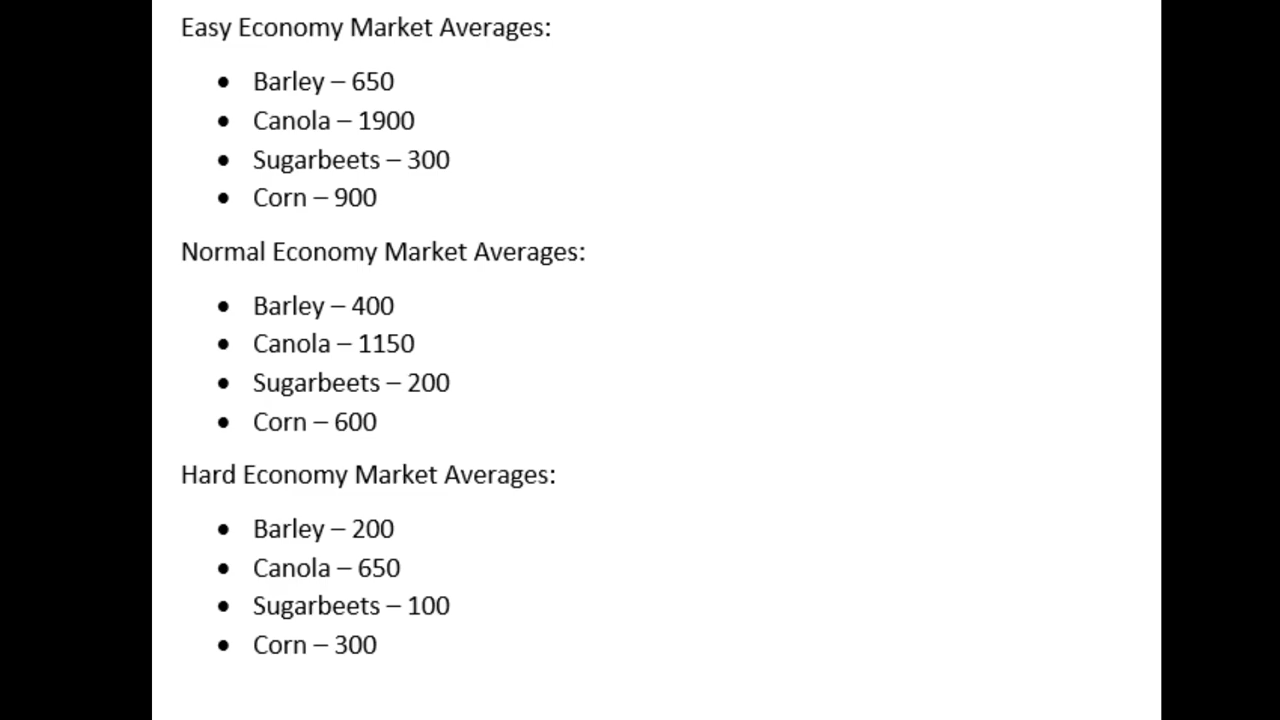 Easy Economy Market Averages:
• Barley – 650
• Canola – 1900
• Sugarbeets – 300
• Corn – 900
Normal Economy Market Averages:
• Barley – 400
• Canola – 1150
• Sugarbeets – 200
• Corn – 600
Hard Economy Market Averages:
• Barley – 200
• Canola – 650
• Sugarbeets – 100
• Corn – 300